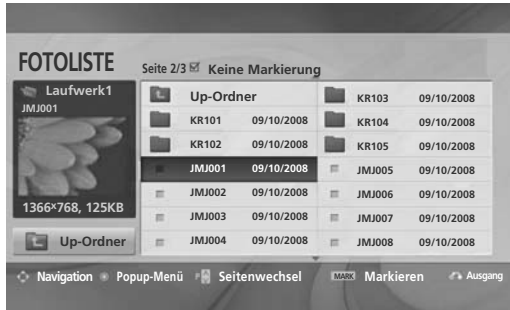 FOTOLISTE
Seite 2/3 Keine Markierung
Laufwerk1
JMJ001
1366×768, 125KB
Up-Ordner
Up-Ordner
KR101 09/10/2008
KR102 09/10/2008
JMJ001 09/10/2008
JMJ002 09/10/2008
JMJ003 09/10/2008
JMJ004 09/10/2008
KR103 09/10/2008
KR104 09/10/2008
KR105 09/10/2008
JMJ005 09/10/2008
JMJ006 09/10/2008
JMJ007 09/10/2008
JMJ008 09/10/2008
Navigation Popup-Menü P Seitenwechsel MARK Markieren Ausgang